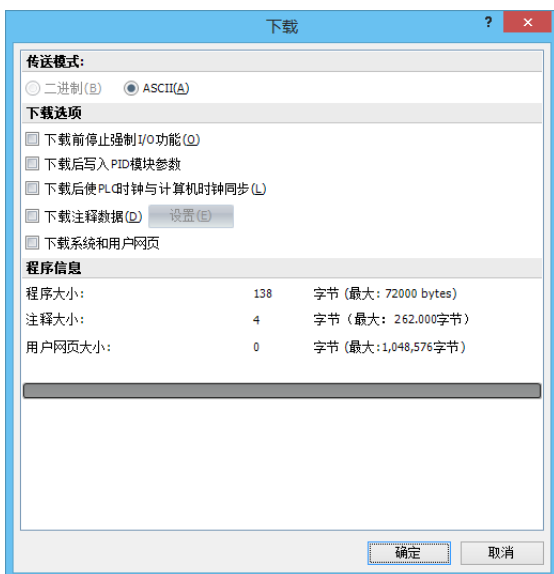 下载
?
×
传送模式:
二进制(B) ASCII(A)
下载选项
下载前停止强制I/O功能(O)
下载后写入PID模块参数
下载后使PLC时钟与计算机时钟同步(L)
下载注释数据(D) 设置(E)
下载系统和用户网页
程序信息
程序大小: 138 字节 (最大: 72000 bytes)
注释大小: 4 字节 (最大: 262.000字节)
用户网页大小: 0 字节 (最大:1,048,576字节)
确定 取消